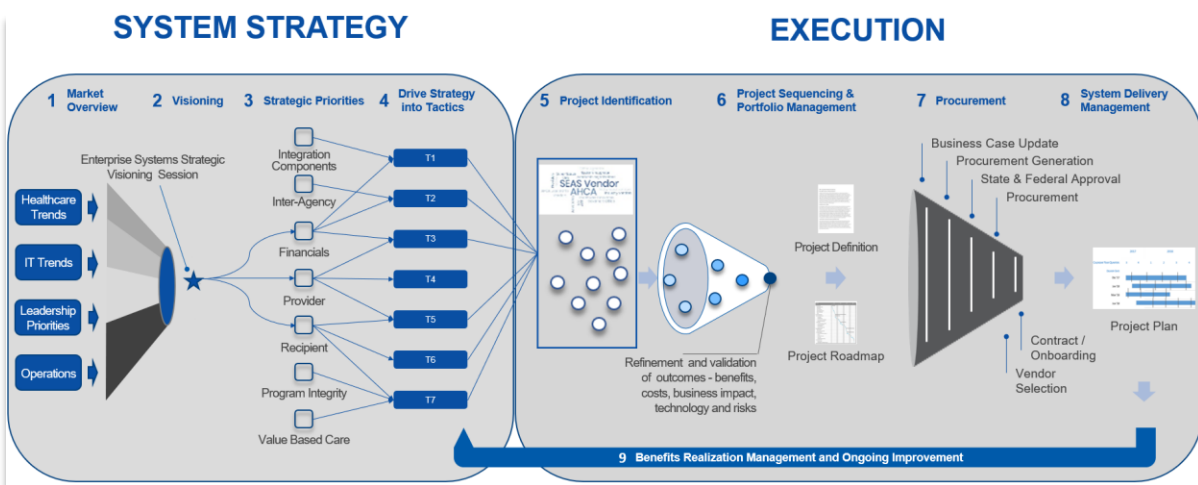 SYSTEM STRATEGY
EXECUTION
1 Market
Overview
2 Visioning
3 Strategic Priorities
4 Drive Strategy
into Tactics
5 Project Identification
6 Project Sequencing &
Portfolio Management
7 Procurement
8 System Delivery
Management
Enterprise Systems Strategic
Visioning Session
Healthcare
Trends
IT Trends
Leadership
Priorities
Operations
Integration
Components
Inter-Agency
Financials
Provider
Recipient
Program Integrity
Value Based Care
T1
T2
T3
T4
T5
T6
T7
SEAS Vendor
AHCA
Refinement and validation
of outcomes - benefits,
costs, business impact,
technology and risks
Project Definition
Project Roadmap
Business Case Update
Procurement Generation
State & Federal Approval
Procurement
Contract /
Onboarding
Vendor
Selection
Project Plan
9 Benefits Realization Management and Ongoing Improvement